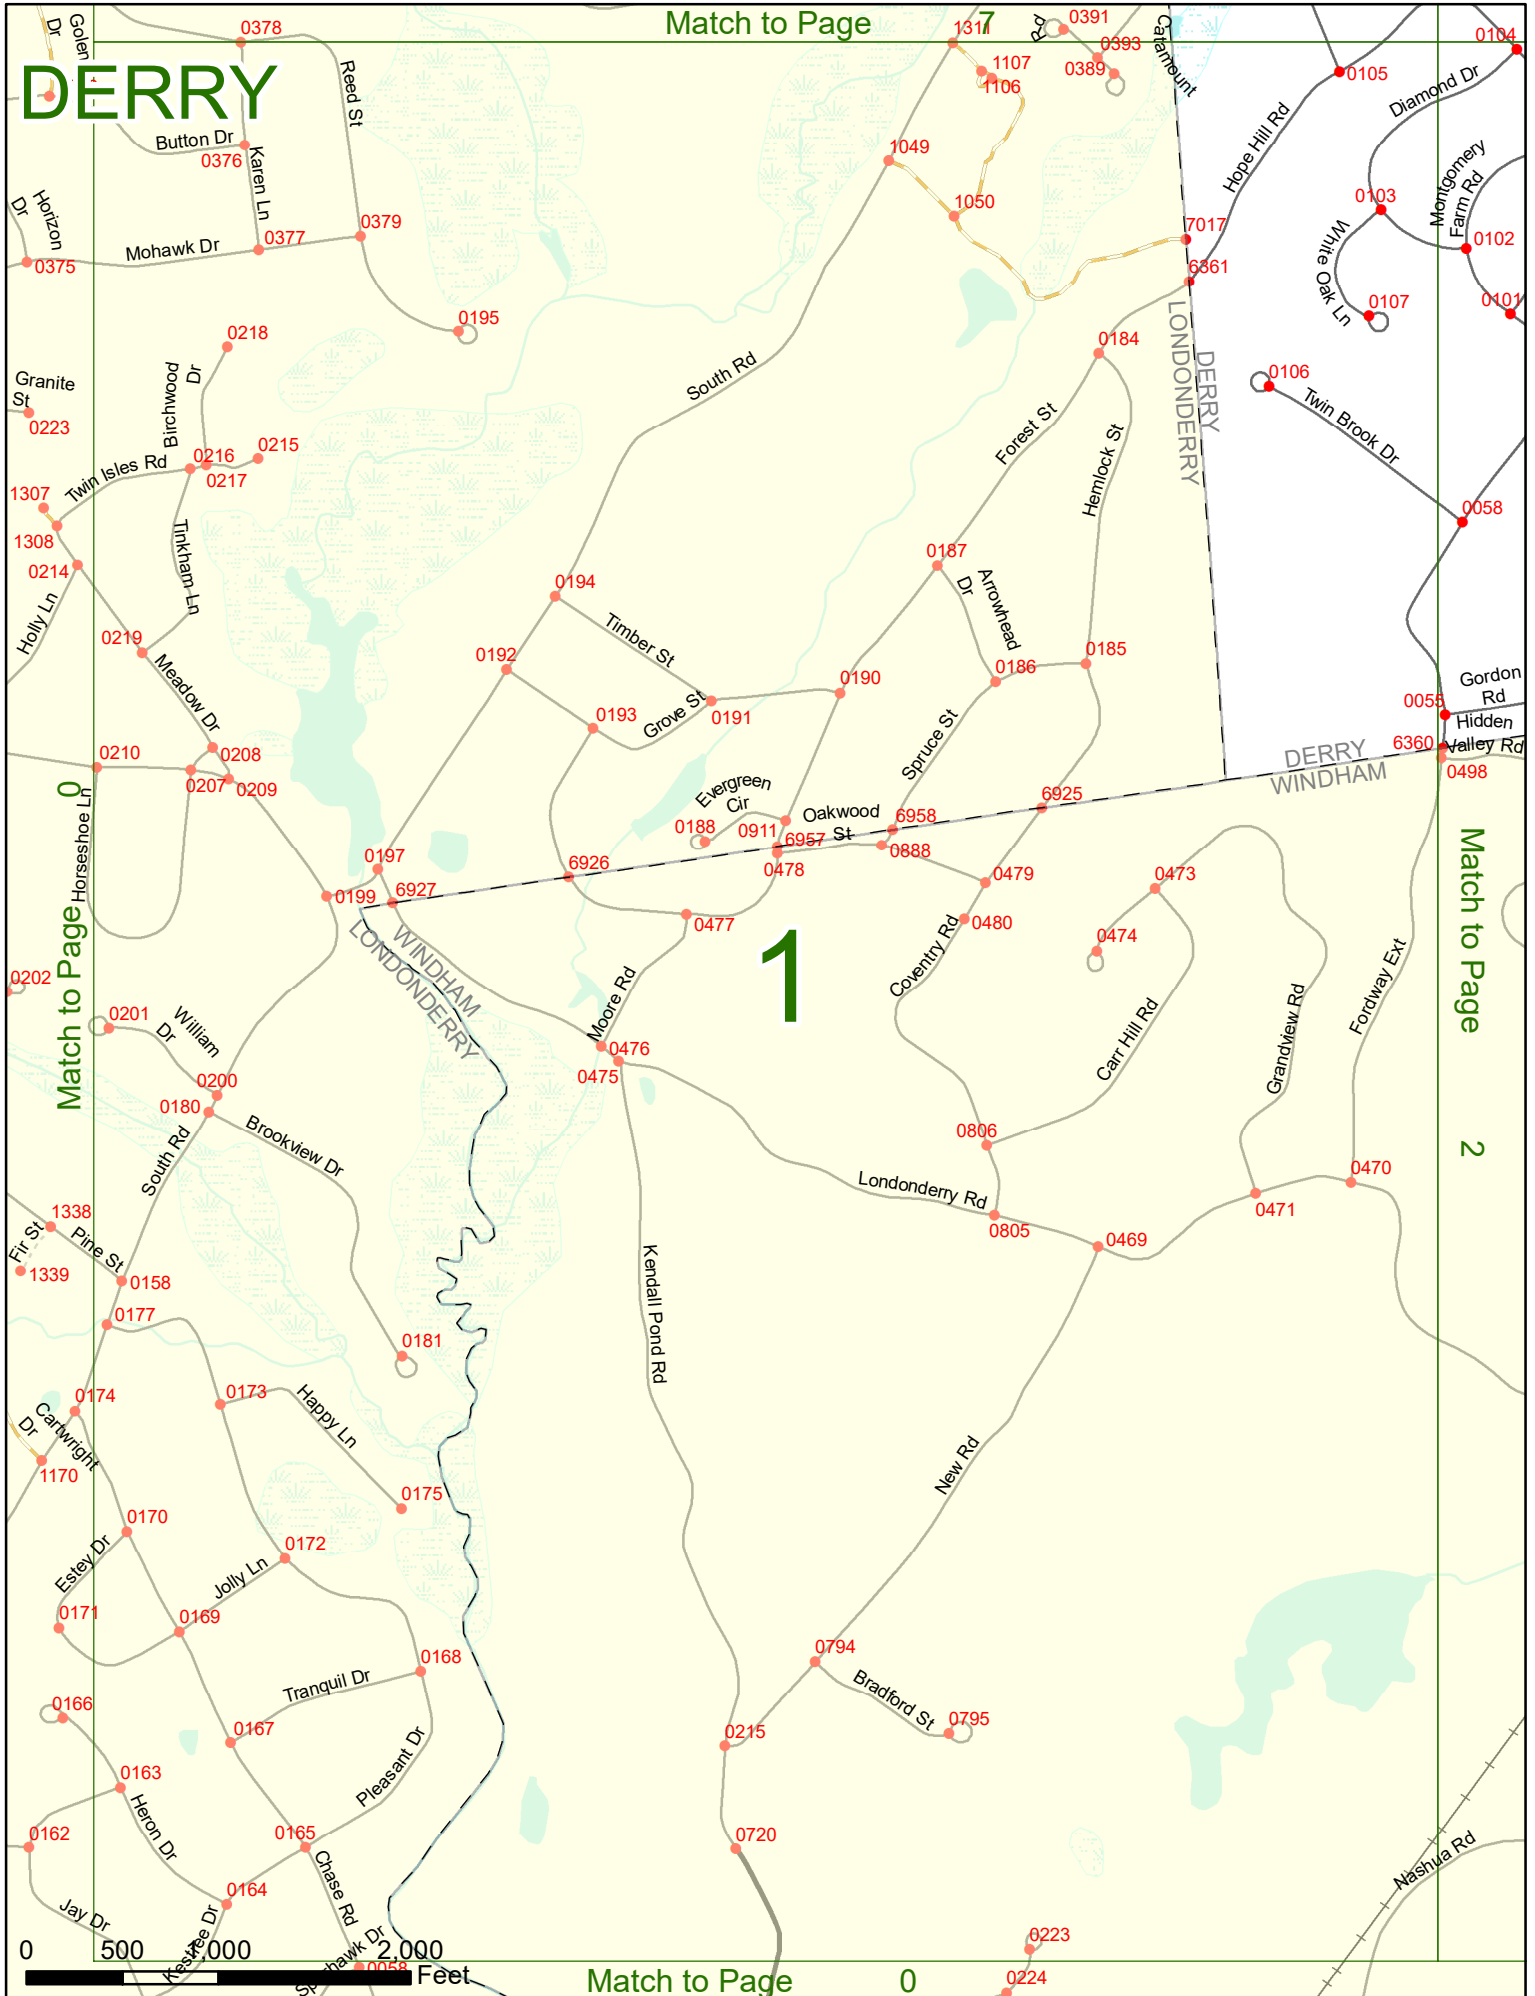 Match to Page 7
DERRY
Dr
Golen
0378
Reed St
1311
1107
1106
Rd
0391
0393
0389
Catamount
0105
0104
Diamond Dr
Button Dr
0376
Karen Ln
1049
Hope Hill Rd
Montgomery
Farm Rd
Horizon
Dr
0375
Mohawk Dr
0377
0379
1050
7017
0103
0102
White Oak Ln
6361
0107
0101
0195
0218
0184
LONDONDERRY
DERRY
0106
Granite
St
0223
Birchwood
Dr
South Rd
Forest St
Hemlock St
Twin Brook Dr
0216
0215
0217
Twin Isles Rd
1307
1308
0214
Tinkham Ln
0058
0187
Arrowhead
Dr
0194
Holly Ln
0219
Timber St
0192
0186
0185
Meadow Dr
0190
0191
Grove St
0193
Gordon
Rd
0055
Hidden
Valley Rd
6360
0498
0210
0208
0207
0209
Spruce St
DERRY
WINDHAM
Match to Page 0
Horseshoe Ln
Evergreen
Cir
0188
0911
Oakwood
St
6957
0478
6958
0888
6925
0197
0199
6927
6926
0479
0473
0477
0480
0474
Match to Page 2
WINDHAM
LONDONDERRY
1
Coventry Rd
Fordway Ext
0202
0201
William
Dr
Moore Rd
0476
0475
Carr Hill Rd
Grandview Rd
0200
0180
South Rd
Brookview Dr
0806
Londonderry Rd
0805
0471
0470
0469
1338
Fir St
Pine St
1339
0158
0177
Kendall Pond Rd
0181
0174
0173
Happy Ln
Cartwright
Dr
1170
New Rd
0175
0170
Estey Dr
0172
Jolly Ln
0171
0169
0168
Tranquil Dr
0794
Bradford St
0166
0167
0215
0795
0163
Pleasant Dr
Heron Dr
0162
0165
0720
Nashua Rd
Chase Rd
0164
Jay Dr
Kestree Dr
0223
0 500 1,000 2,000
Feet
0058
0224
Match to Page 0